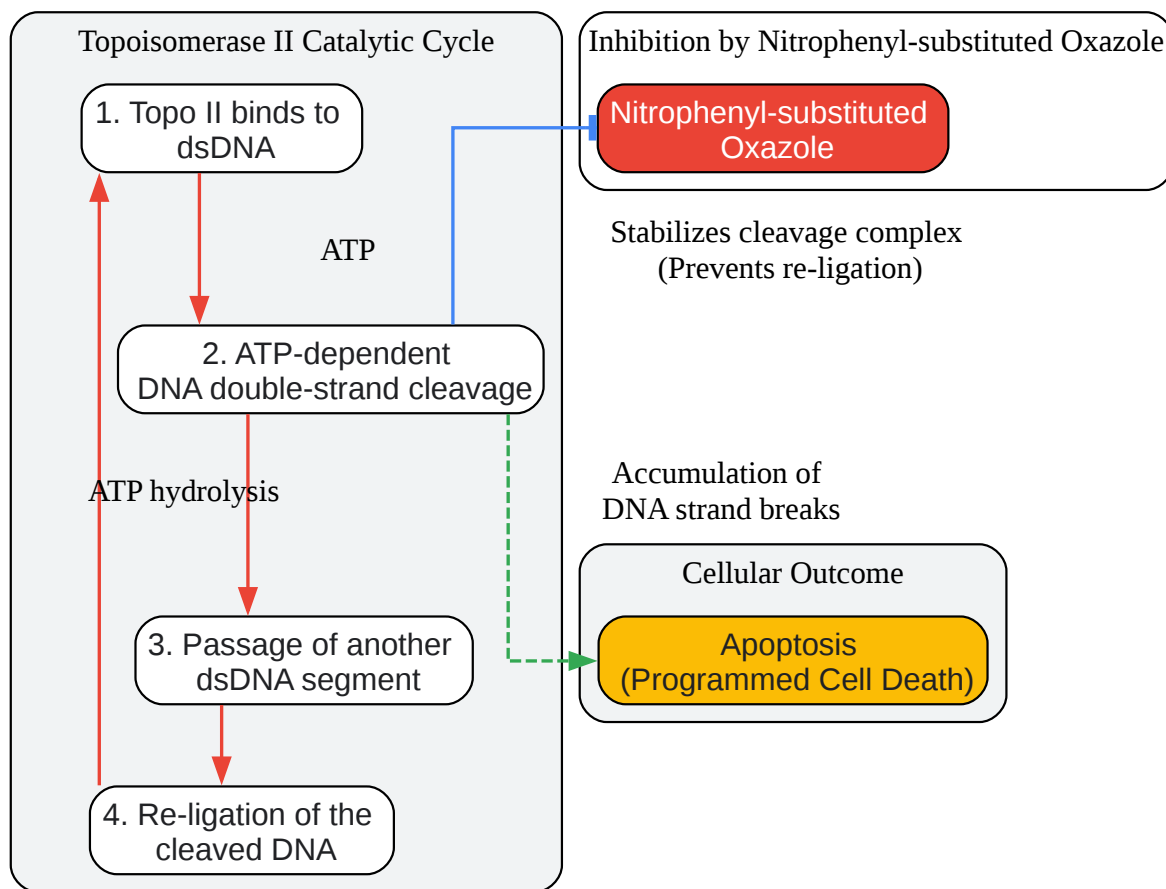 Topoisomerase II Catalytic Cycle
1. Topo II binds to
dsDNA
ATP
2. ATP-dependent
DNA double-strand cleavage
ATP hydrolysis
3. Passage of another
dsDNA segment
4. Re-ligation of the
cleaved DNA
Inhibition by Nitrophenyl-substituted Oxazole
Nitrophenyl-substituted
Oxazole
Stabilizes cleavage complex
(Prevents re-ligation)
Accumulation of
DNA strand breaks
Cellular Outcome
Apoptosis
(Programmed Cell Death)